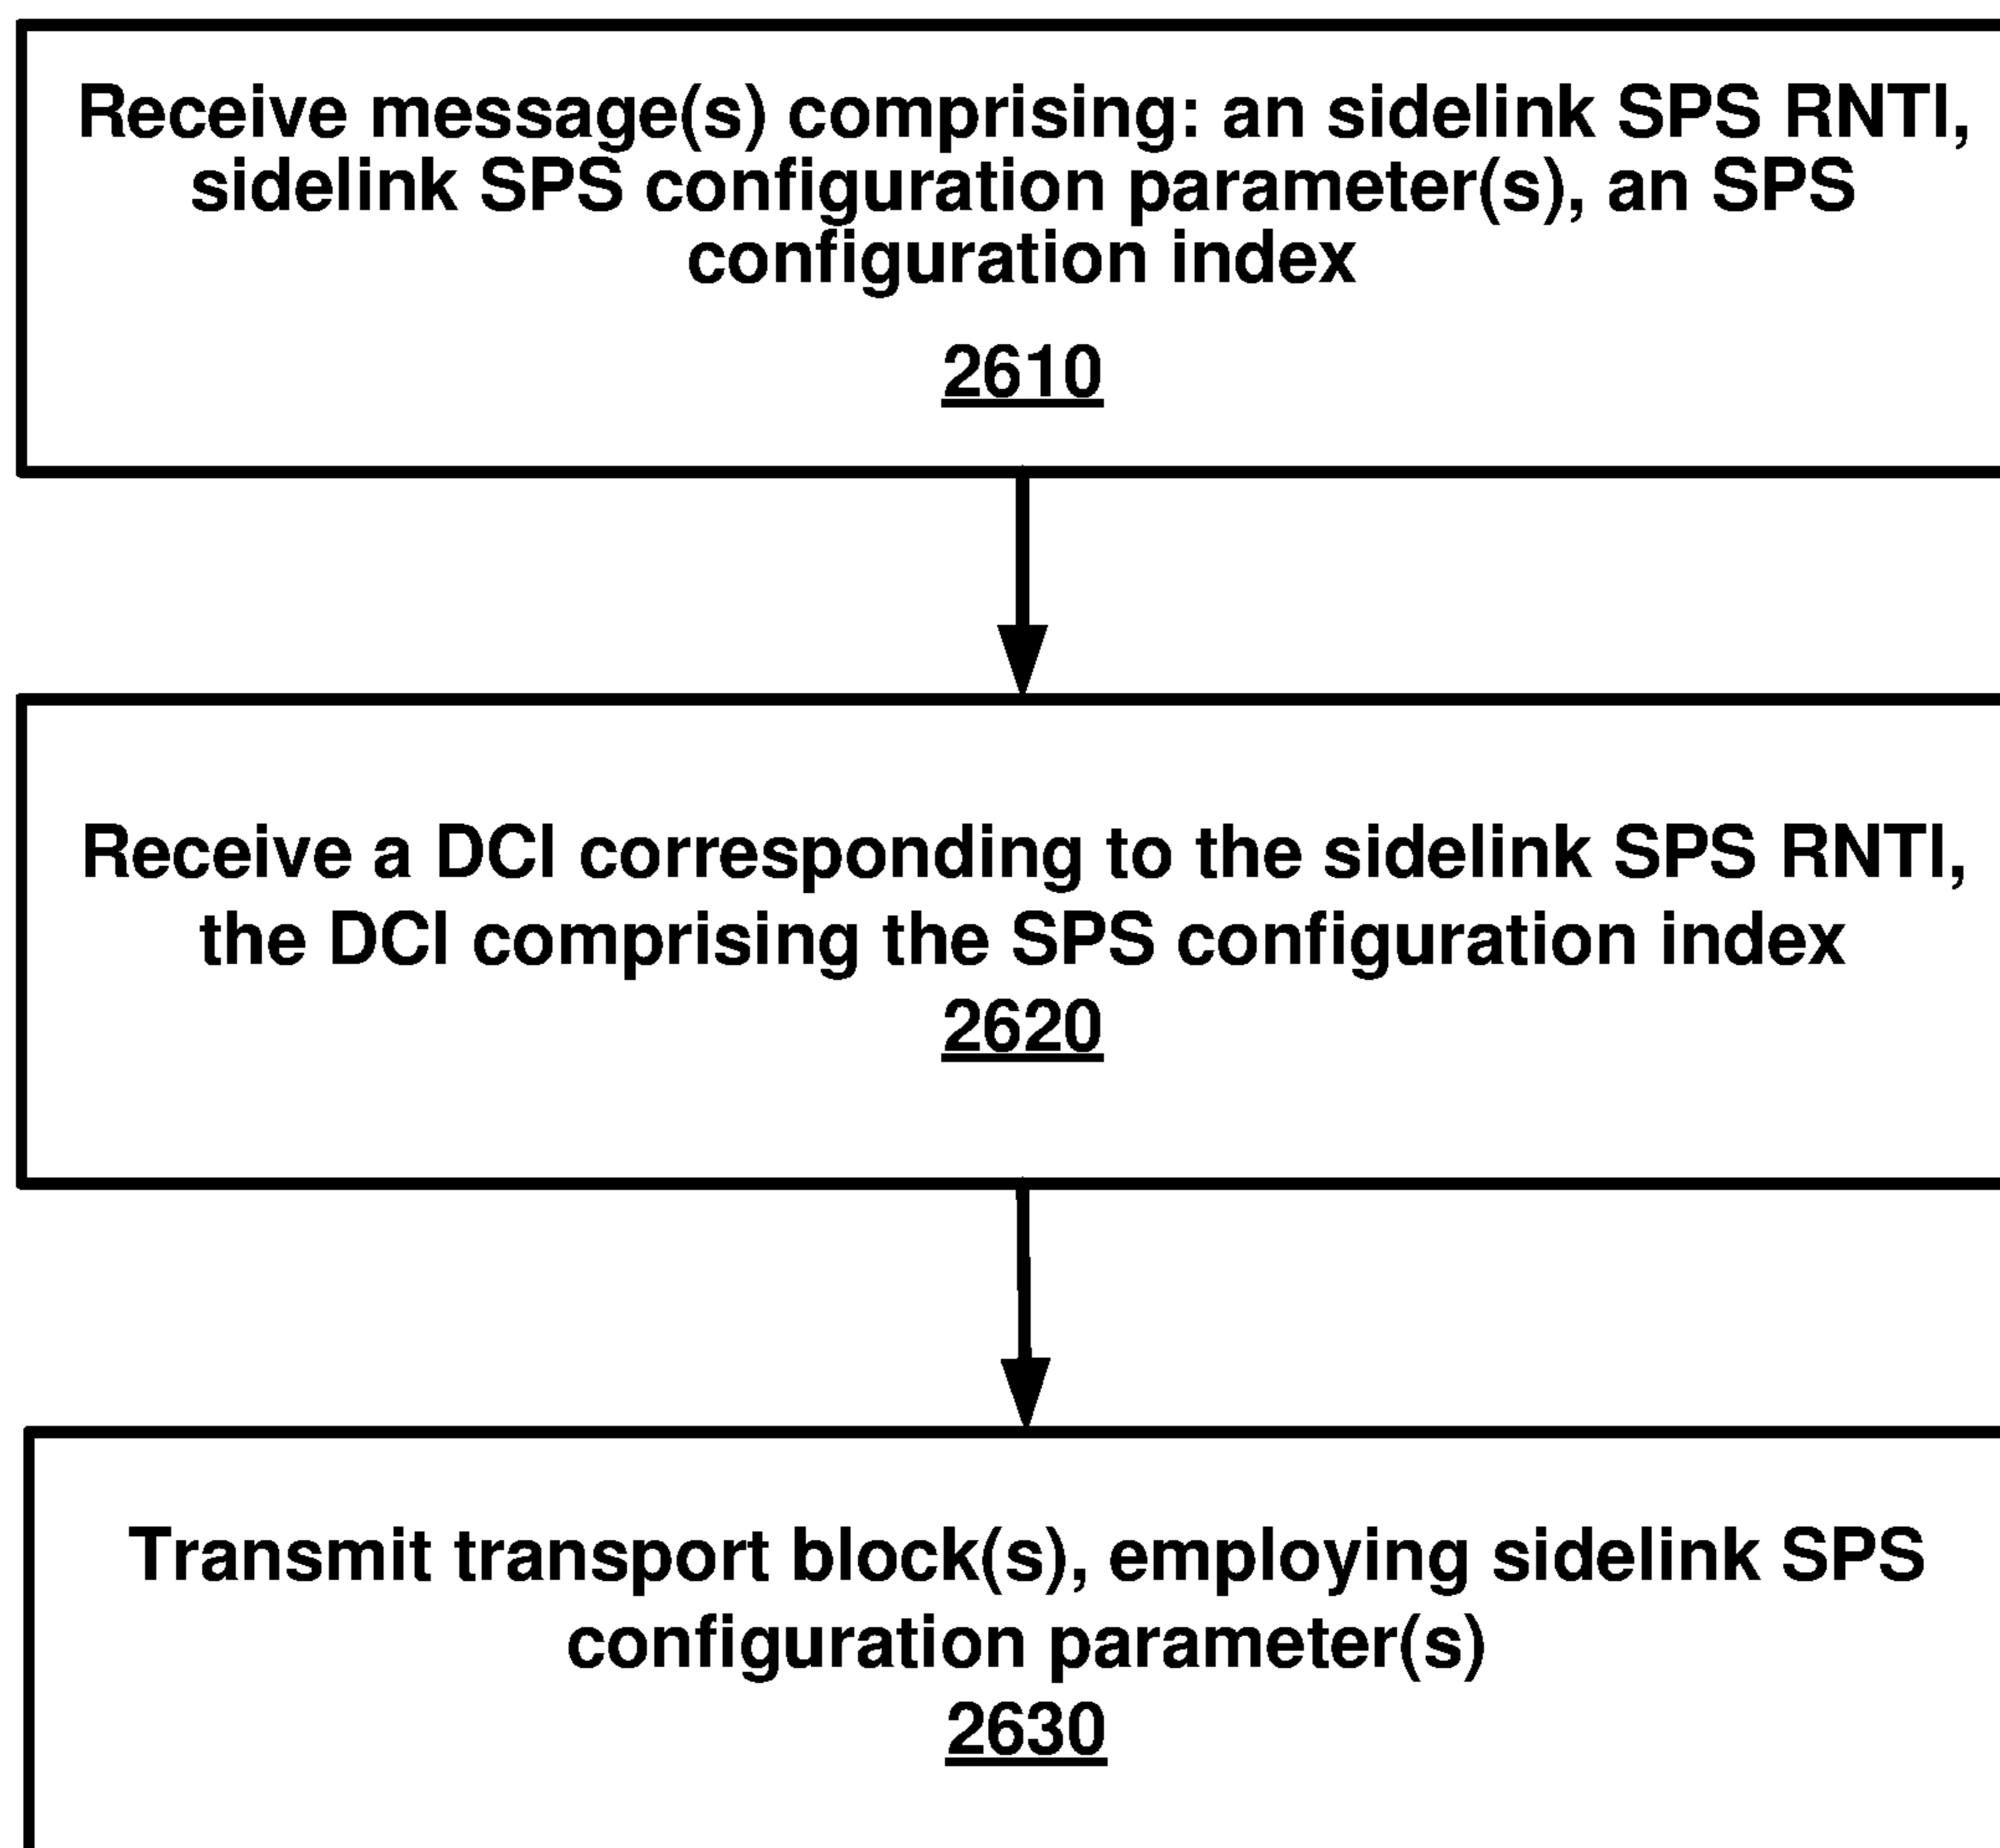 Receive message(s) comprising: an sidelink SPS RNTI,
sidelink SPS configuration parameter(s), an SPS
configuration index
2610
Receive a DCI corresponding to the sidelink SPS RNTI,
the DCI comprising the SPS configuration index
2620
Transmit transport block(s), employing sidelink SPS
configuration parameter(s)
2630